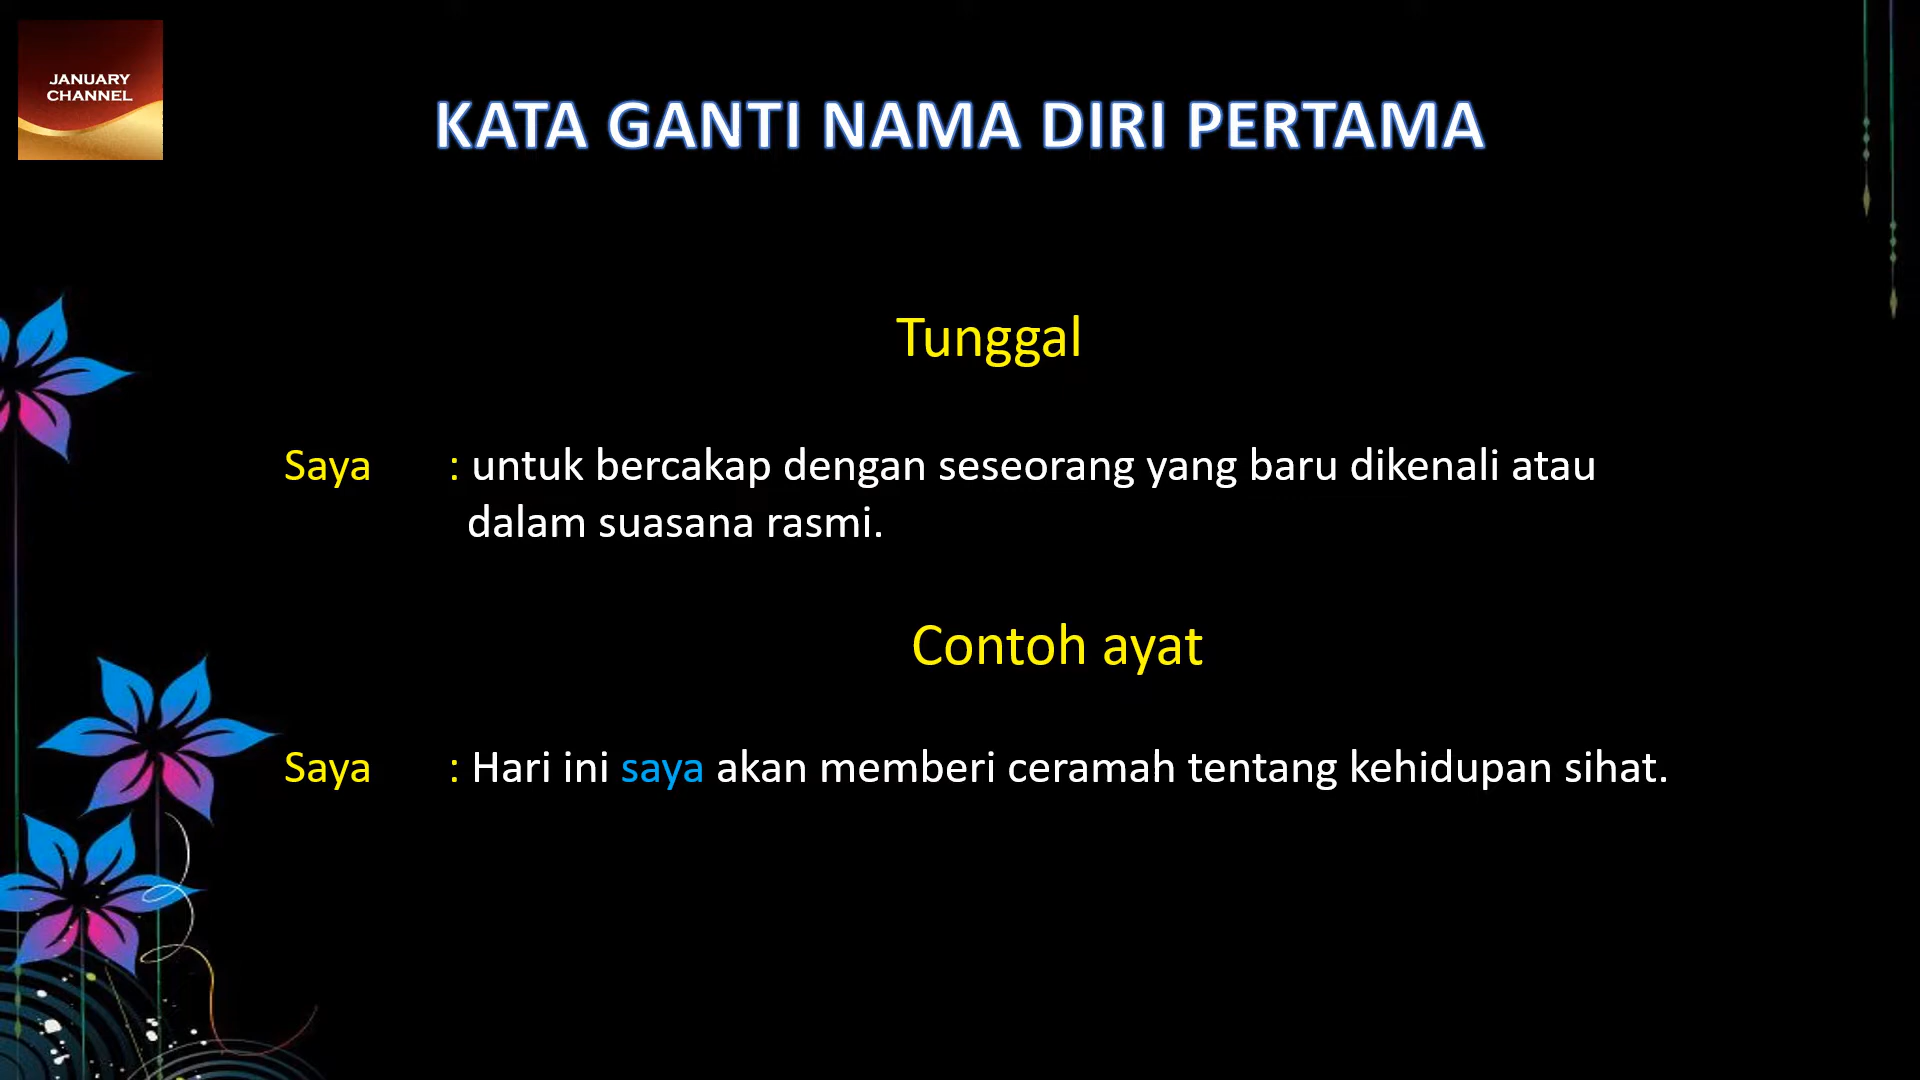 JANUARY
CHANNEL
KATA GANTI NAMA DIRI PERTAMA
Tunggal
Saya : untuk bercakap dengan seseorang yang baru dikenali atau
dalam suasana rasmi.
Contoh ayat
Saya : Hari ini saya akan memberi ceramah tentang kehidupan sihat.